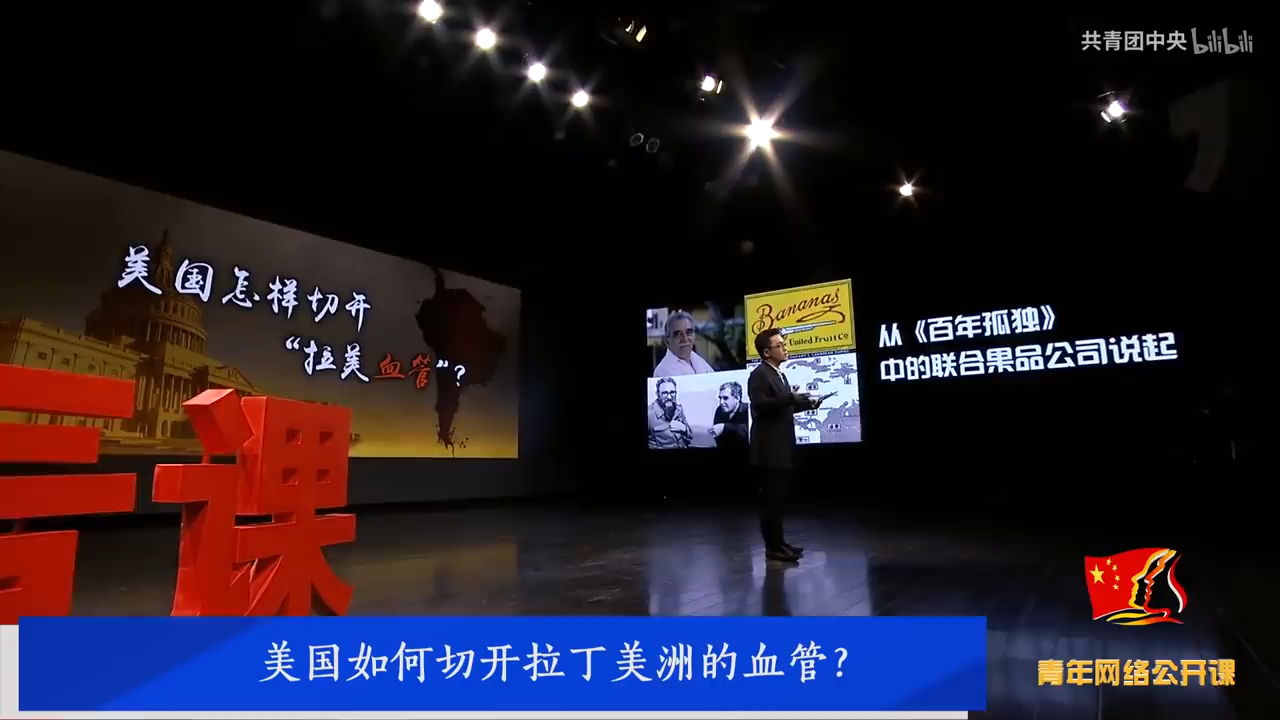 共青团中央 bilibili
美国怎样切开
“拉美血管”?
Bananas
United Fruit Co
从《百年孤独》
中的联合果品公司说起
课
美国如何切开拉丁美洲的血管?
青年网络公开课